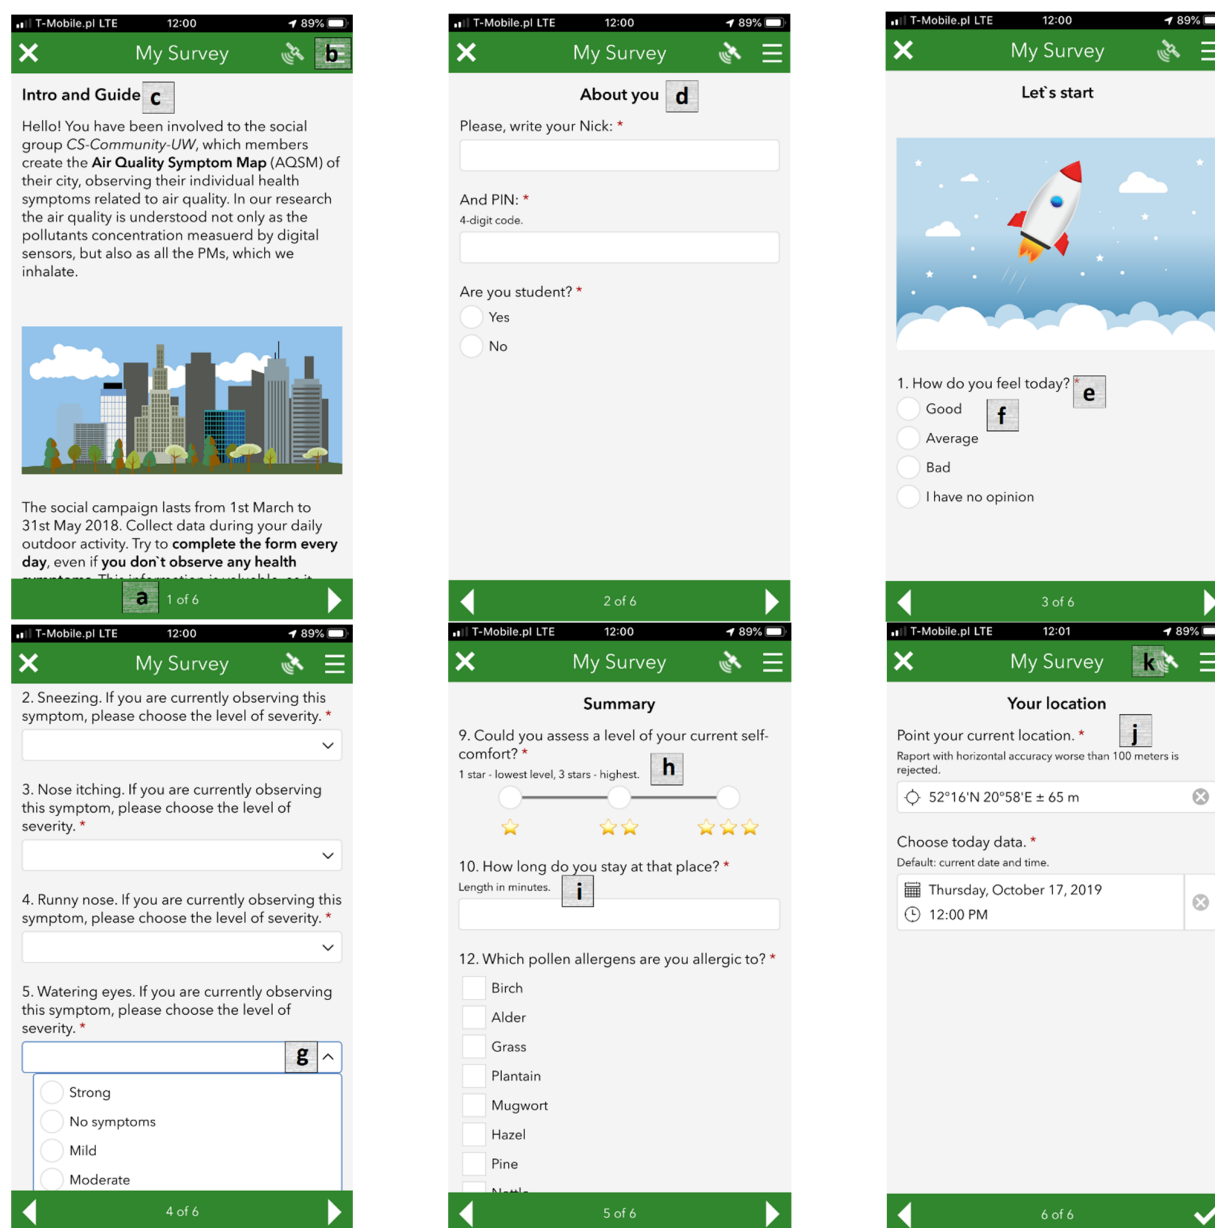 T-Mobile.pl LTE 12:00 89%
My Survey b
Intro and Guide c
Hello! You have been involved to the social
group CS-Community-UW, which members
create the Air Quality Symptom Map (AQSM) of
their city, observing their individual health
symptoms related to air quality. In our research
the air quality is understood not only as the
pollutants concentration measuerd by digital
sensors, but also as all the PMs, which we
inhalate.
The social campaign lasts from 1st March to
31st May 2018. Collect data during your daily
outdoor activity. Try to complete the form every
day, even if you don`t observe any health
symptoms. This information is valuable, as it
a 1 of 6
T-Mobile.pl LTE 12:00 89%
My Survey
About you d
Please, write your Nick: *
And PIN: *
4-digit code.
Are you student? *
Yes
No
2 of 6
T-Mobile.pl LTE 12:00 89%
My Survey
Let`s start
1. How do you feel today? * e
Good f
Average
Bad
I have no opinion
3 of 6
T-Mobile.pl LTE 12:00 89%
My Survey
2. Sneezing. If you are currently observing this
symptom, please choose the level of severity. *
3. Nose itching. If you are currently observing
this symptom, please choose the level of
severity. *
4. Runny nose. If you are currently observing this
symptom, please choose the level of severity. *
5. Watering eyes. If you are currently observing
this symptom, please choose the level of
severity. *
g
Strong
No symptoms
Mild
Moderate
4 of 6
T-Mobile.pl LTE 12:00 89%
My Survey
Summary
9. Could you assess a level of your current self-
comfort? *
1 star - lowest level, 3 stars - highest. h
10. How long do you stay at that place? *
Length in minutes. i
12. Which pollen allergens are you allergic to? *
Birch
Alder
Grass
Plantain
Mugwort
Hazel
Pine
Nettle
5 of 6
T-Mobile.pl LTE 12:01 89%
My Survey k
Your location
Point your current location. * j
Raport with horizontal accuracy worse than 100 meters is
rejected.
52°16'N 20°58'E ± 65 m
Choose today data. *
Default: current date and time.
Thursday, October 17, 2019
12:00 PM
6 of 6